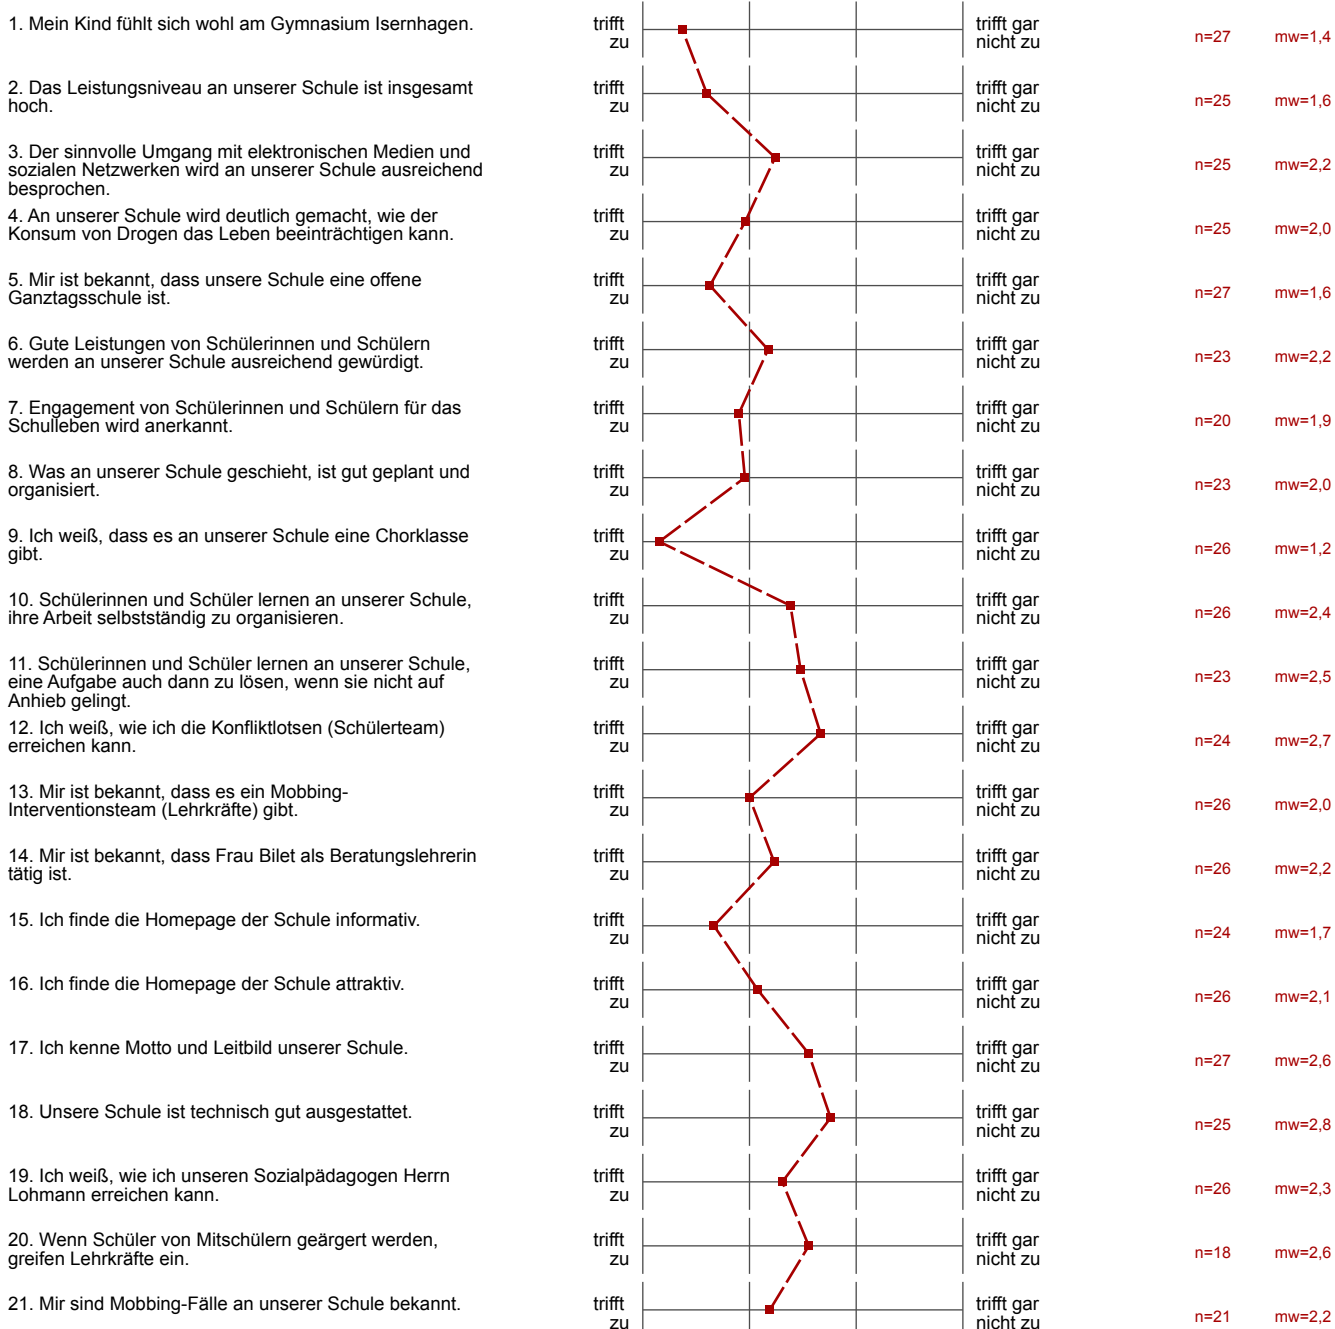 1. Mein Kind fühlt sich wohl am Gymnasium Isernhagen.
trifft
zu
trifft gar
nicht zu
n=27 mw=1,4
2. Das Leistungsniveau an unserer Schule ist insgesamt
hoch.
trifft
zu
trifft gar
nicht zu
n=25 mw=1,6
3. Der sinnvolle Umgang mit elektronischen Medien und
sozialen Netzwerken wird an unserer Schule ausreichend
besprochen.
trifft
zu
trifft gar
nicht zu
n=25 mw=2,2
4. An unserer Schule wird deutlich gemacht, wie der
Konsum von Drogen das Leben beeinträchtigen kann.
trifft
zu
trifft gar
nicht zu
n=25 mw=2,0
5. Mir ist bekannt, dass unsere Schule eine offene
Ganztagsschule ist.
trifft
zu
trifft gar
nicht zu
n=27 mw=1,6
6. Gute Leistungen von Schülerinnen und Schülern
werden an unserer Schule ausreichend gewürdigt.
trifft
zu
trifft gar
nicht zu
n=23 mw=2,2
7. Engagement von Schülerinnen und Schülern für das
Schulleben wird anerkannt.
trifft
zu
trifft gar
nicht zu
n=20 mw=1,9
8. Was an unserer Schule geschieht, ist gut geplant und
organisiert.
trifft
zu
trifft gar
nicht zu
n=23 mw=2,0
9. Ich weiß, dass es an unserer Schule eine Chorklasse
gibt.
trifft
zu
trifft gar
nicht zu
n=26 mw=1,2
10. Schülerinnen und Schüler lernen an unserer Schule,
ihre Arbeit selbstständig zu organisieren.
trifft
zu
trifft gar
nicht zu
n=26 mw=2,4
11. Schülerinnen und Schüler lernen an unserer Schule,
eine Aufgabe auch dann zu lösen, wenn sie nicht auf
Anhieb gelingt.
trifft
zu
trifft gar
nicht zu
n=23 mw=2,5
12. Ich weiß, wie ich die Konfliktlotsen (Schülerteam)
erreichen kann.
trifft
zu
trifft gar
nicht zu
n=24 mw=2,7
13. Mir ist bekannt, dass es ein Mobbing-
Interventionsteam (Lehrkräfte) gibt.
trifft
zu
trifft gar
nicht zu
n=26 mw=2,0
14. Mir ist bekannt, dass Frau Bilet als Beratungslehrerin
tätig ist.
trifft
zu
trifft gar
nicht zu
n=26 mw=2,2
15. Ich finde die Homepage der Schule informativ.
trifft
zu
trifft gar
nicht zu
n=24 mw=1,7
16. Ich finde die Homepage der Schule attraktiv.
trifft
zu
trifft gar
nicht zu
n=26 mw=2,1
17. Ich kenne Motto und Leitbild unserer Schule.
trifft
zu
trifft gar
nicht zu
n=27 mw=2,6
18. Unsere Schule ist technisch gut ausgestattet.
trifft
zu
trifft gar
nicht zu
n=25 mw=2,8
19. Ich weiß, wie ich unseren Sozialpädagogen Herrn
Lohmann erreichen kann.
trifft
zu
trifft gar
nicht zu
n=26 mw=2,3
20. Wenn Schüler von Mitschülern geärgert werden,
greifen Lehrkräfte ein.
trifft
zu
trifft gar
nicht zu
n=18 mw=2,6
21. Mir sind Mobbing-Fälle an unserer Schule bekannt.
trifft
zu
trifft gar
nicht zu
n=21 mw=2,2